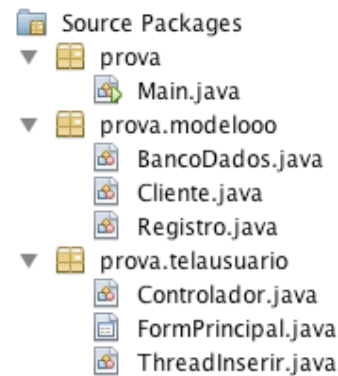 Source Packages
prova
Main.java
prova.modelooo
BancoDados.java
Cliente.java
Registro.java
prova.telausuario
Controlador.java
FormPrincipal.java
ThreadInserir.java